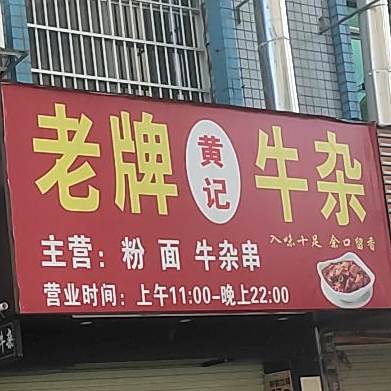 老牌 黄记 牛杂
入味十足 全口留香
主营：粉 面 牛杂串
营业时间：上午11:00-晚上22:00